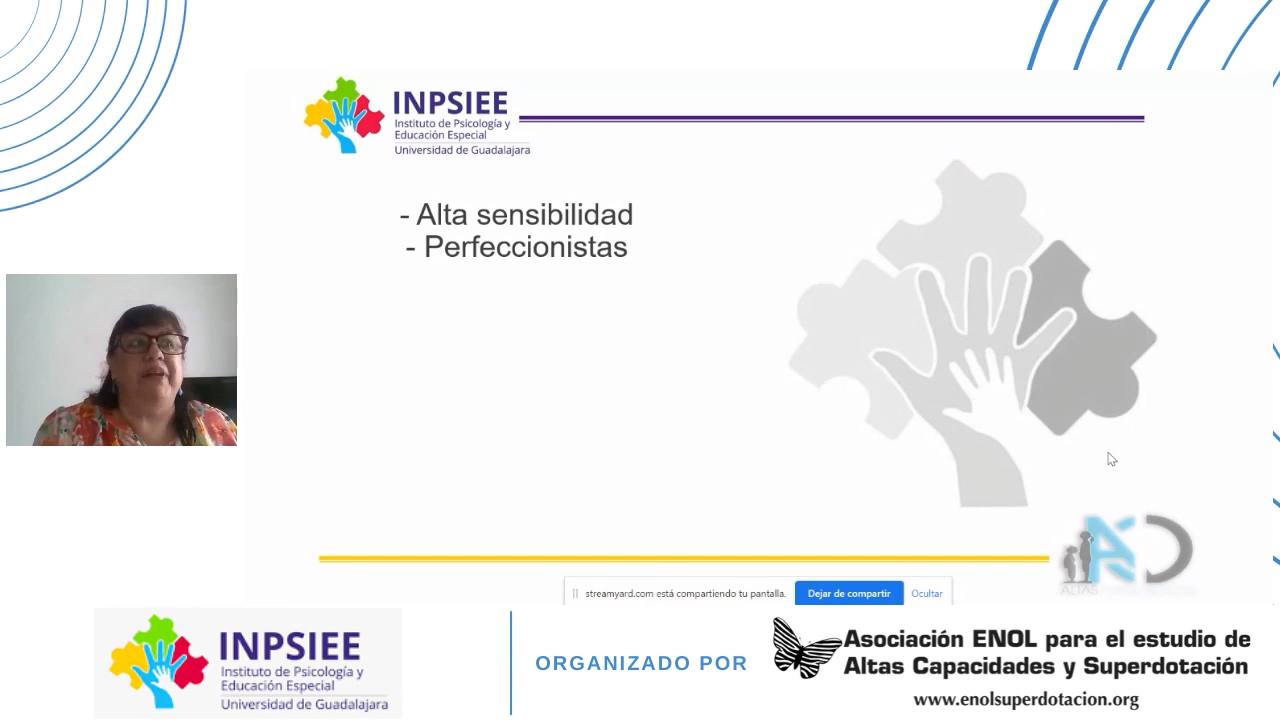 INPSIEE
Instituto de Psicología y
Educación Especial
Universidad de Guadalajara
- Alta sensibilidad
- Perfeccionistas
ALTAS
streamyard.com está compartiendo tu pantalla.
Dejar de compartir
Ocultar
INPSIEE
Instituto de Psicología y
Educación Especial
Universidad de Guadalajara
ORGANIZADO POR
Asociación ENOL para el estudio de
Altas Capacidades y Superdotación
www.enolsuperdotacion.org